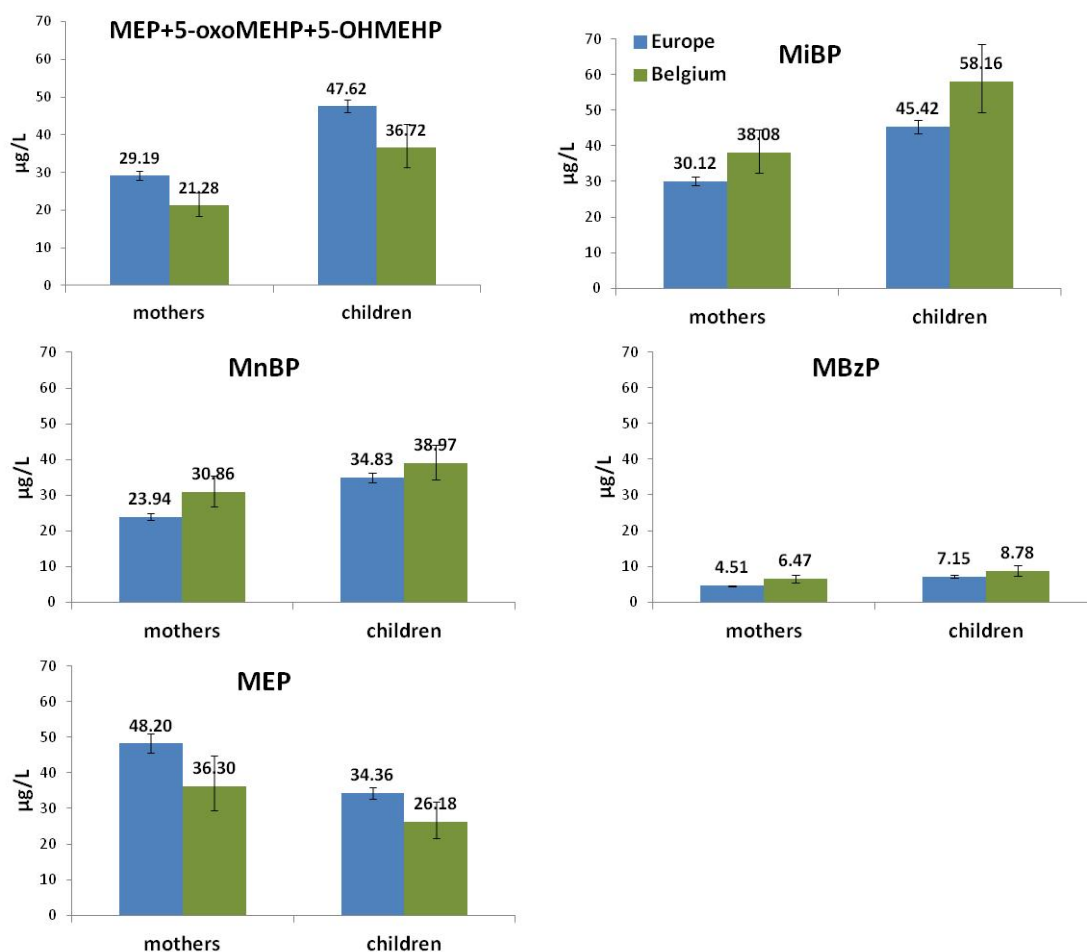 MEP+5-oxoMEHP+5-OHMEHP
70
60
50
40
30
20
10
0
µg/L
29.19
21.28
47.62
36.72
mothers
children
MiBP
Europe
Belgium
70
60
50
40
30
20
10
0
µg/L
30.12
38.08
45.42
58.16
mothers
children
MnBP
70
60
50
40
30
20
10
0
µg/L
23.94
30.86
34.83
38.97
mothers
children
MBzP
70
60
50
40
30
20
10
0
µg/L
4.51
6.47
7.15
8.78
mothers
children
MEP
70
60
50
40
30
20
10
0
µg/L
48.20
36.30
34.36
26.18
mothers
children